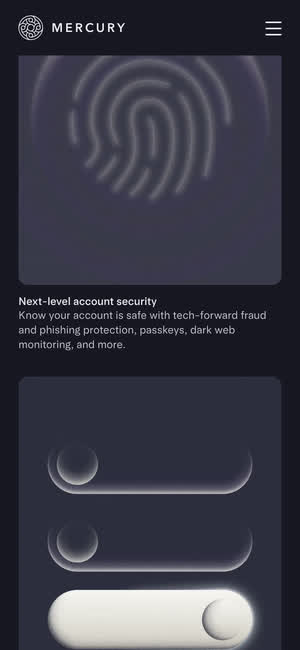 MERCURY
Next-level account security
Know your account is safe with tech-forward fraud
and phishing protection, passkeys, dark web
monitoring, and more.